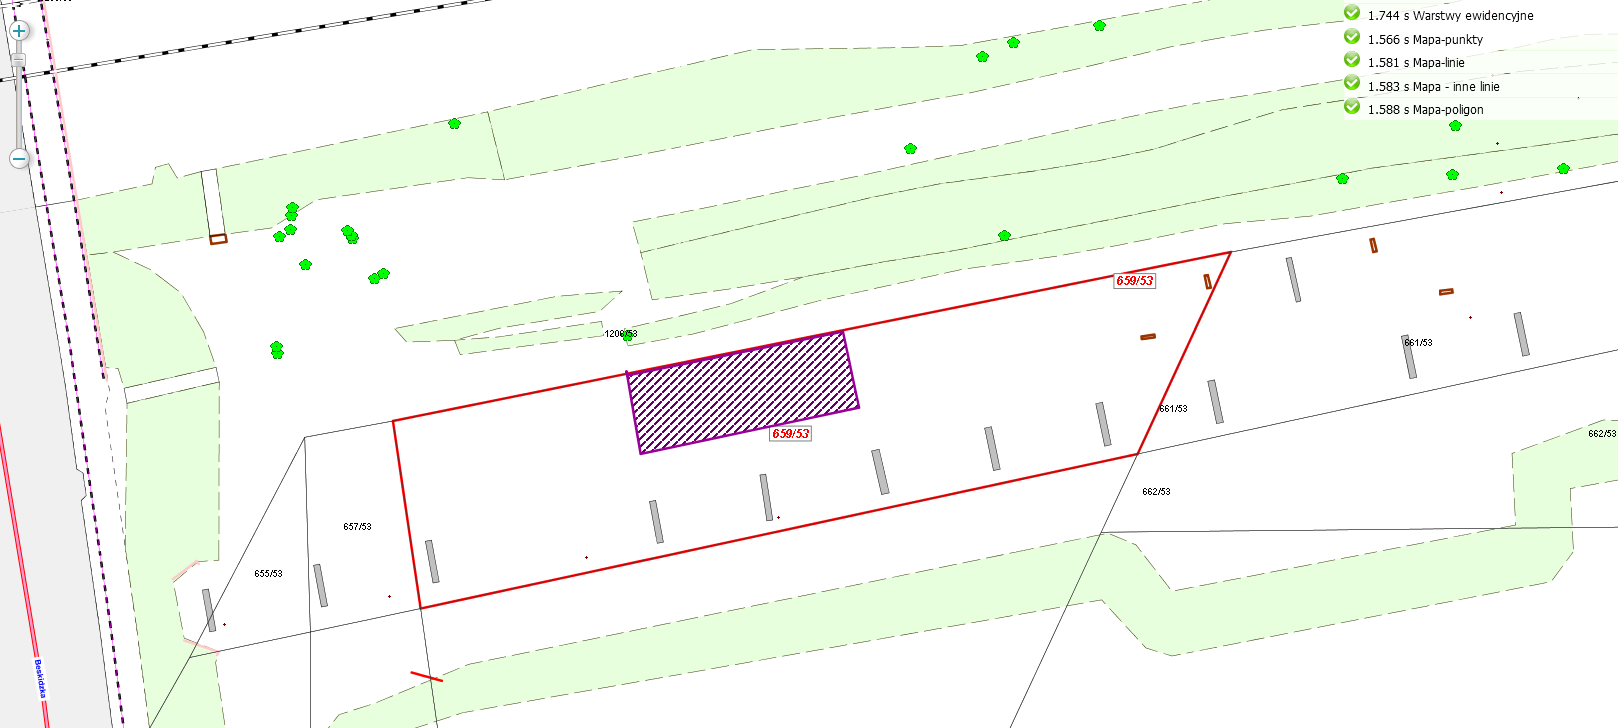 1.744 s Warstwy ewidencyjne
1.566 s Mapa-punkty
1.581 s Mapa-linie
1.583 s Mapa - inne linie
1.588 s Mapa-poligon
659/53
1206/53
661/53
661/53
659/53
662/53
662/53
657/53
655/53
Beskidzka